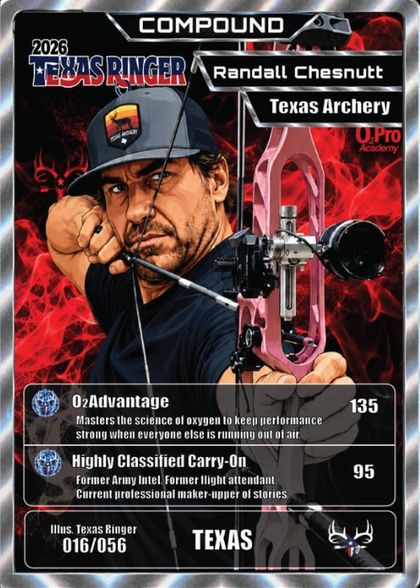 COMPOUND
2026
TEXAS RINGER
Randall Chesnutt
Texas Archery
O₂Pro
Academy
TEXAS ARCHERY
O₂Advantage
135
Masters the science of oxygen to keep performance
strong when everyone else is running out of air.
Highly Classified Carry-On
95
Former Army Intel. Former flight attendant.
Current professional maker-upper of stories.
Illus. Texas Ringer
016/056
TEXAS